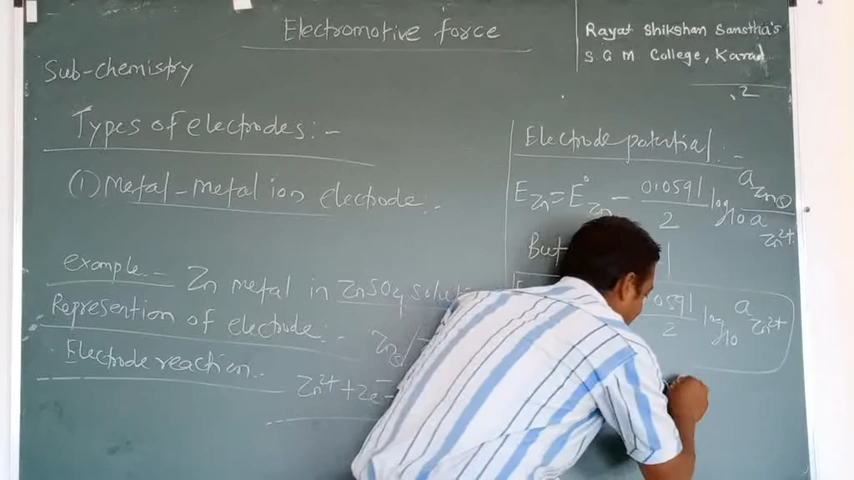 Electromotive force
Rayat Shikshan Sanstha's
S G M College, Karad
Sub-Chemistry
Types of electrodes:-
(1) Metal-metal ion electrode:-
example:- Zn metal in ZnSO4
Represention of electrode:- Zn(s)/
Electrode reaction:- Zn2+ + 2e-
Electrode potential:-
EZn = E°Zn - 0.0591/2 log10 aZn(s)/aZn2+
But
0.0591/2 log10 aZn2+